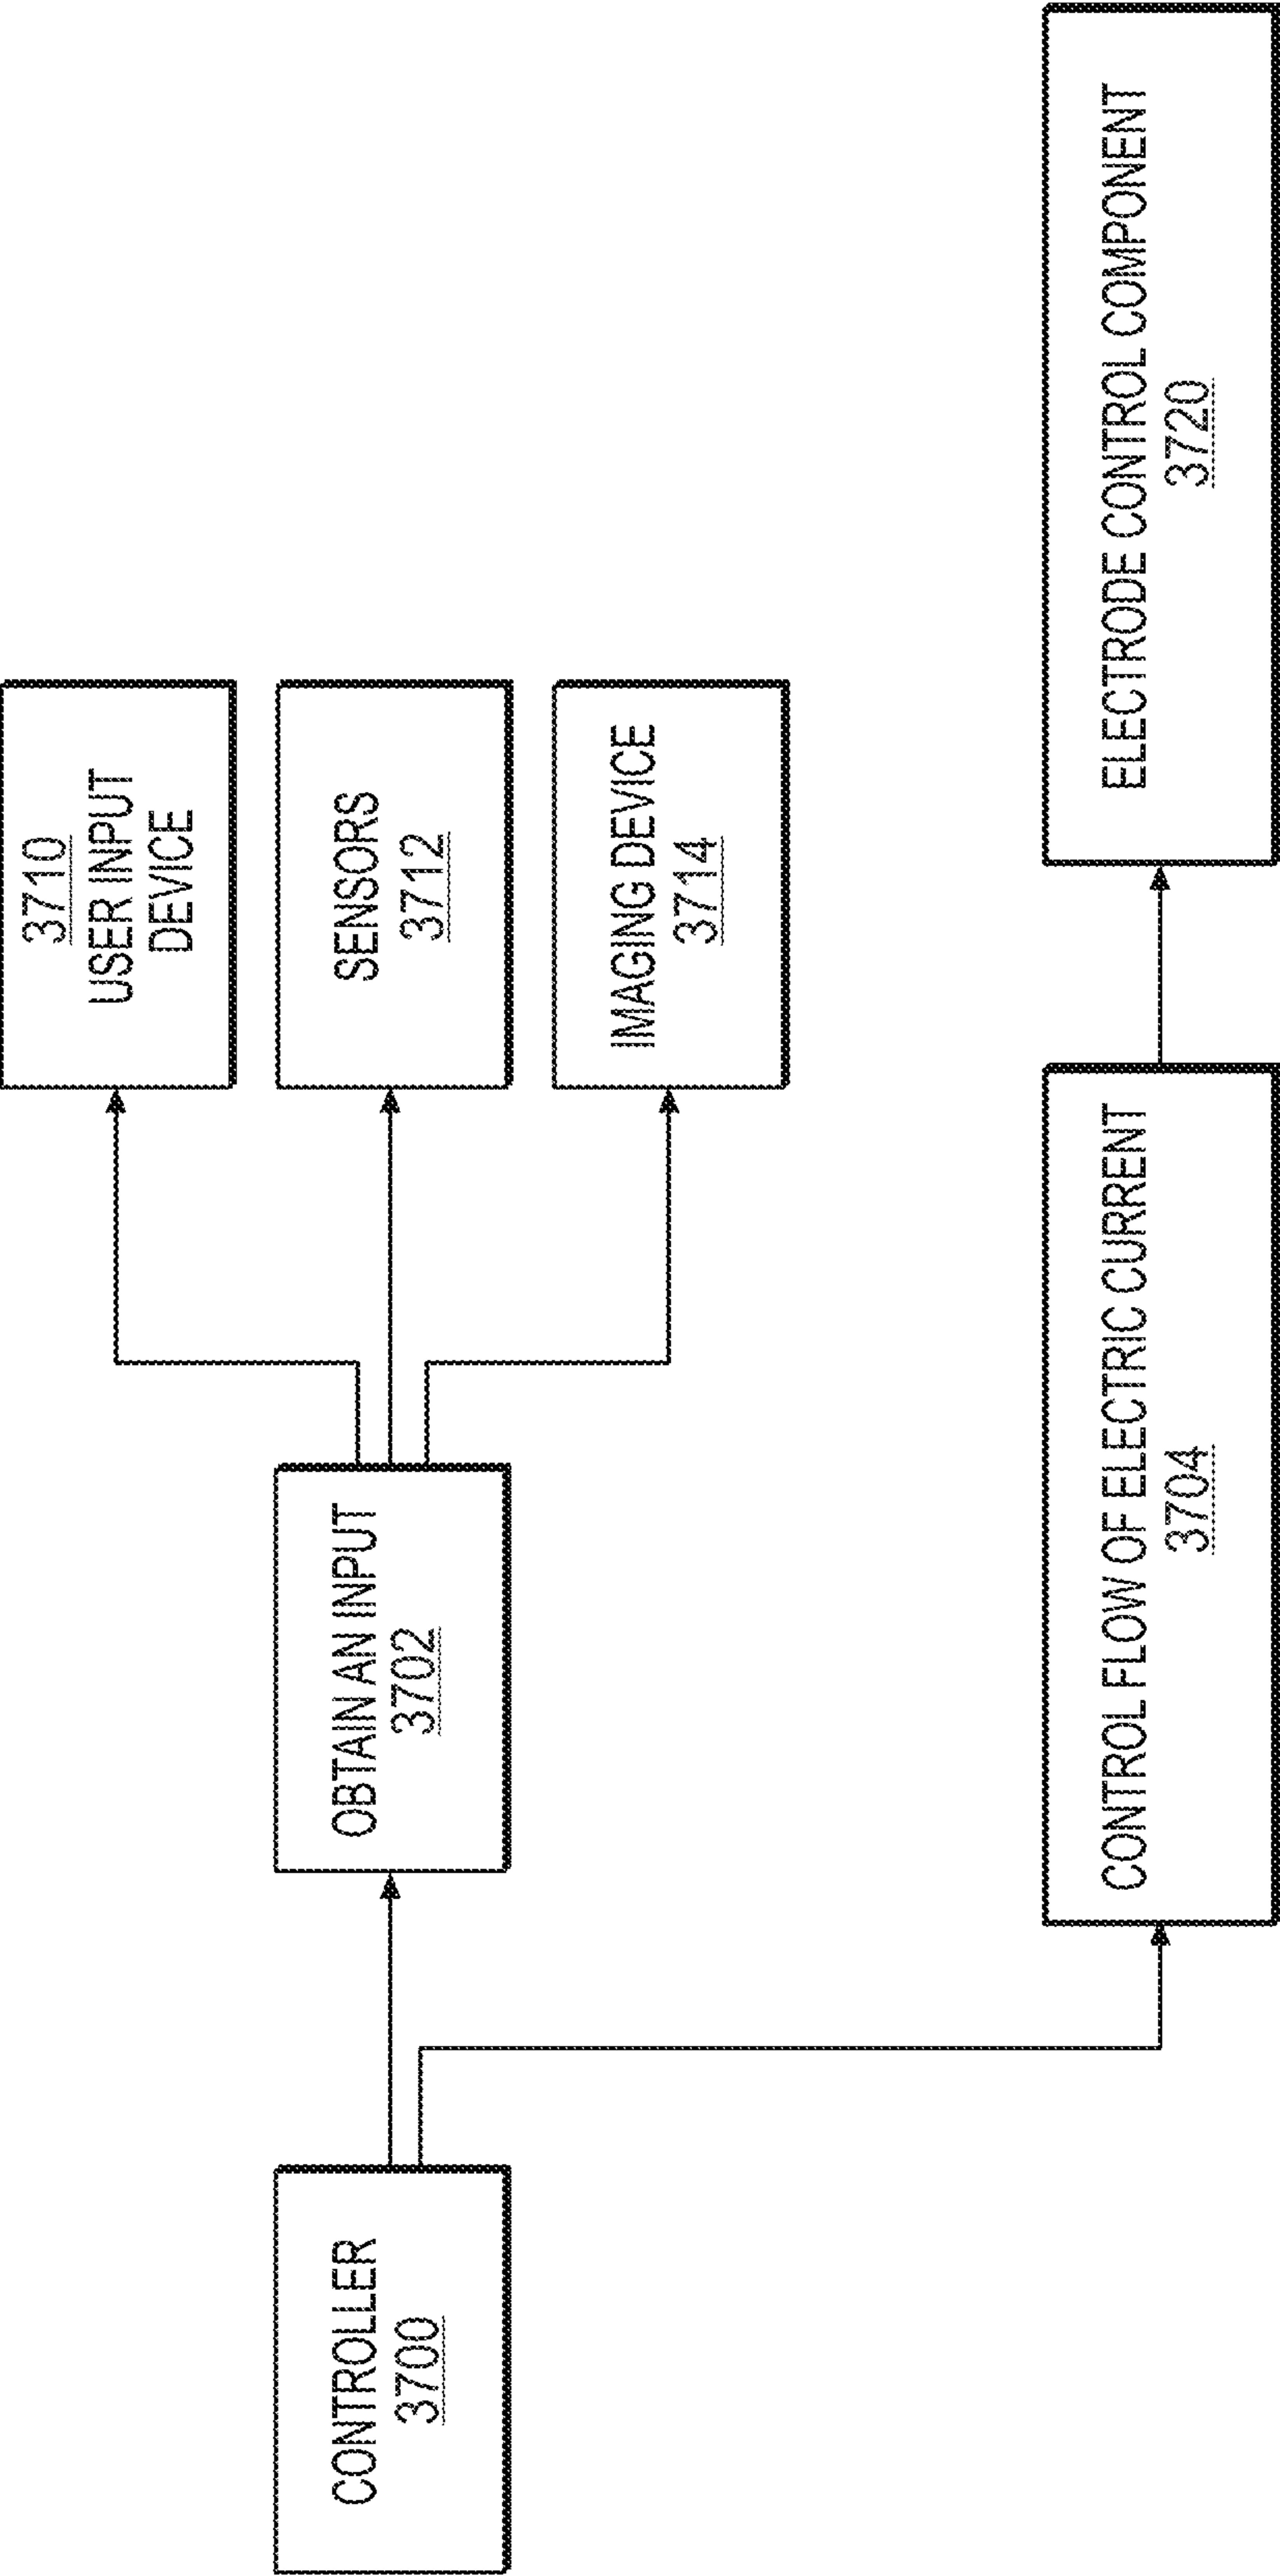 CONTROLLER
3700
OBTAIN AN INPUT
3702
3710
USER INPUT
DEVICE
SENSORS
3712
IMAGING DEVICE
3714
CONTROL FLOW OF ELECTRIC CURRENT
3704
ELECTRODE CONTROL COMPONENT
3720